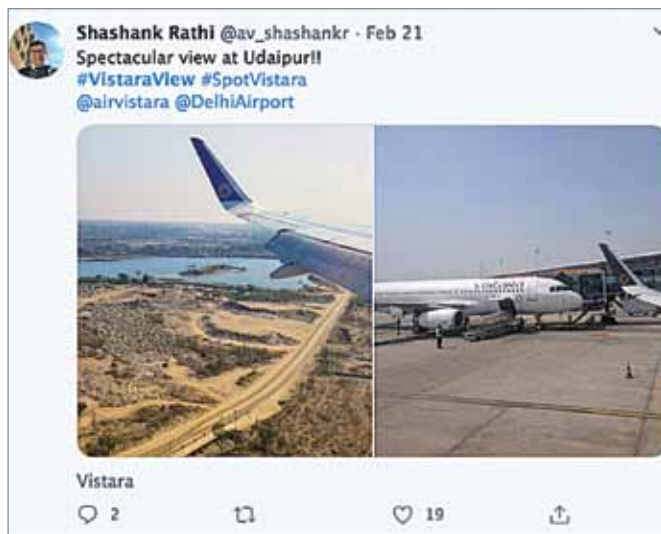 Shashank Rathi @av_shashankr · Feb 21
Spectacular view at Udaipur!!
#VistaraView #SpotVistara
@airvistara @DelhiAirport
Vistara
2 19